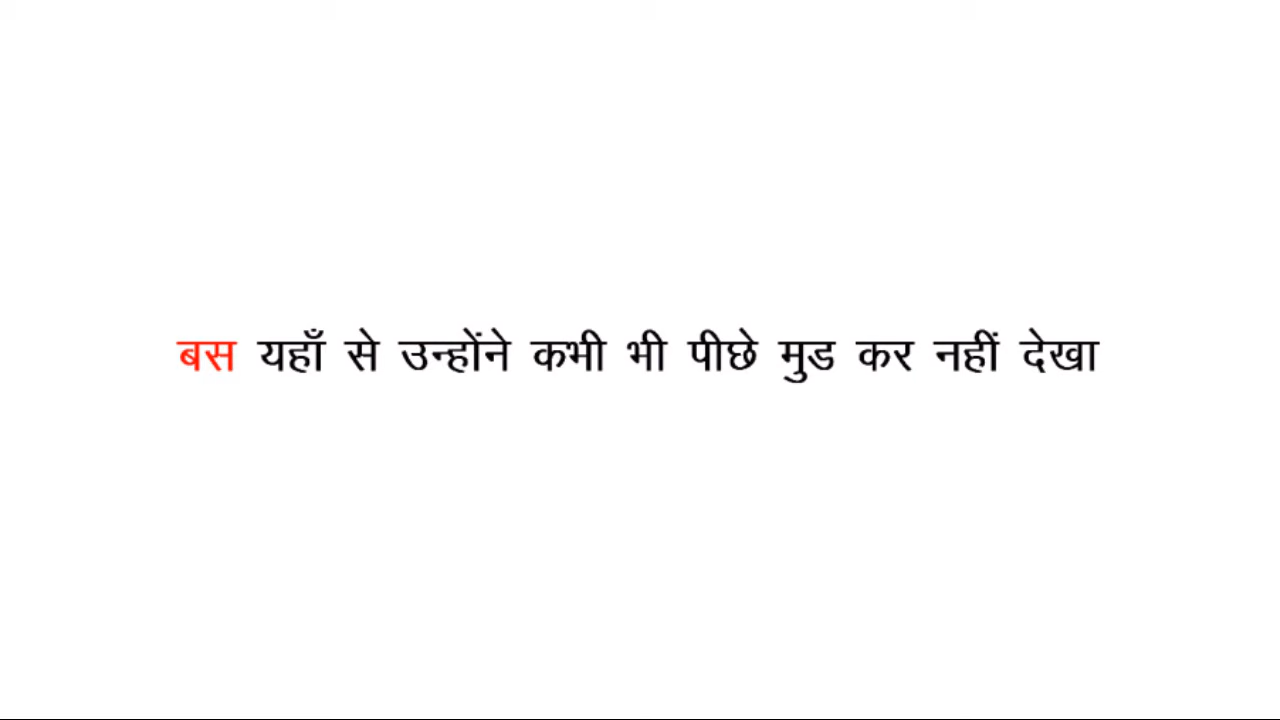 बस यहाँ से उन्होंने कभी भी पीछे मुड कर नहीं देखा